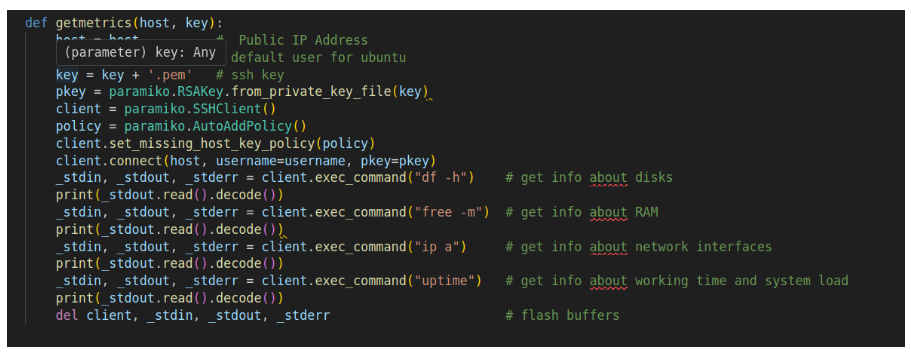 def getmetrics(host, key):
host = host # Public IP Address
(parameter) key: Any
default user for ubuntu
key = key + '.pem' # ssh key
pkey = paramiko.RSAKey.from_private_key_file(key)
client = paramiko.SSHClient()
policy = paramiko.AutoAddPolicy()
client.set_missing_host_key_policy(policy)
client.connect(host, username=username, pkey=pkey)
_stdin, _stdout, _stderr = client.exec_command("df -h") # get info about disks
print(_stdout.read().decode())
_stdin, _stdout, _stderr = client.exec_command("free -m") # get info about RAM
print(_stdout.read().decode())
_stdin, _stdout, _stderr = client.exec_command("ip a") # get info about network interfaces
print(_stdout.read().decode())
_stdin, _stdout, _stderr = client.exec_command("uptime") # get info about working time and system load
print(_stdout.read().decode())
del client, _stdin, _stdout, _stderr # flash buffers